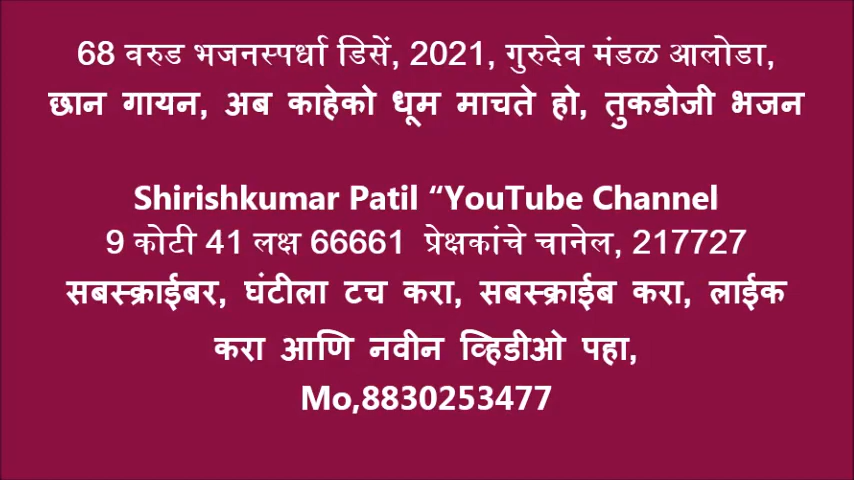 68 वरुड भजनस्पर्धा डिसें, 2021, गुरुदेव मंडळ आलोडा,
छान गायन, अब काहेको धूम माचते हो, तुकडोजी भजन
Shirishkumar Patil “YouTube Channel
9 कोटी 41 लक्ष 66661 प्रेक्षकांचे चानेल, 217727
सबस्क्राईबर, घंटीला टच करा, सबस्क्राईब करा, लाईक
करा आणि नवीन व्हिडीओ पहा,
Mo,8830253477